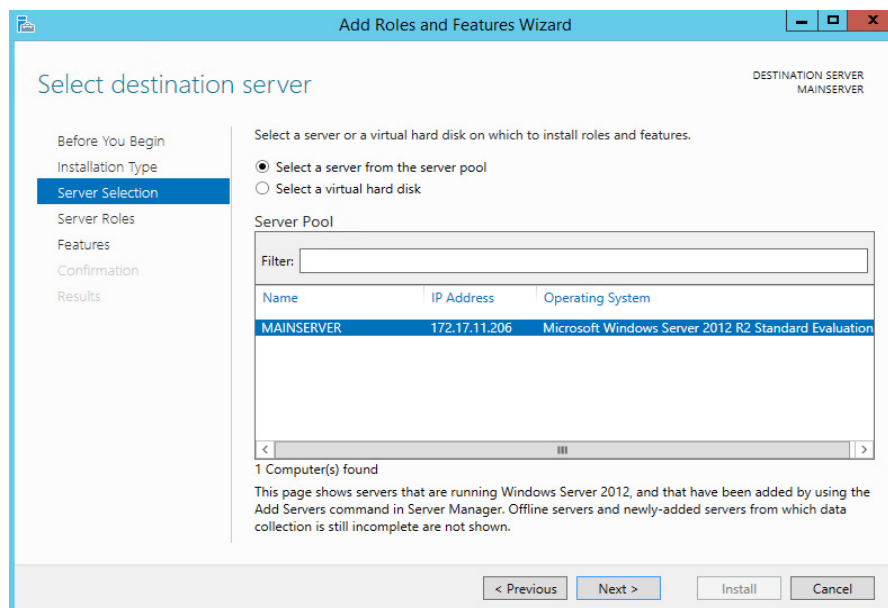 Add Roles and Features Wizard
Select destination server
DESTINATION SERVER
MAINSERVER
Before You Begin
Installation Type
Server Selection
Server Roles
Features
Confirmation
Results
Select a server or a virtual hard disk on which to install roles and features.
Select a server from the server pool
Select a virtual hard disk
Server Pool
Filter:
Name IP Address Operating System
MAINSERVER 172.17.11.206 Microsoft Windows Server 2012 R2 Standard Evaluation
1 Computer(s) found
This page shows servers that are running Windows Server 2012, and that have been added by using the
Add Servers command in Server Manager. Offline servers and newly-added servers from which data
collection is still incomplete are not shown.
< Previous Next > Install Cancel